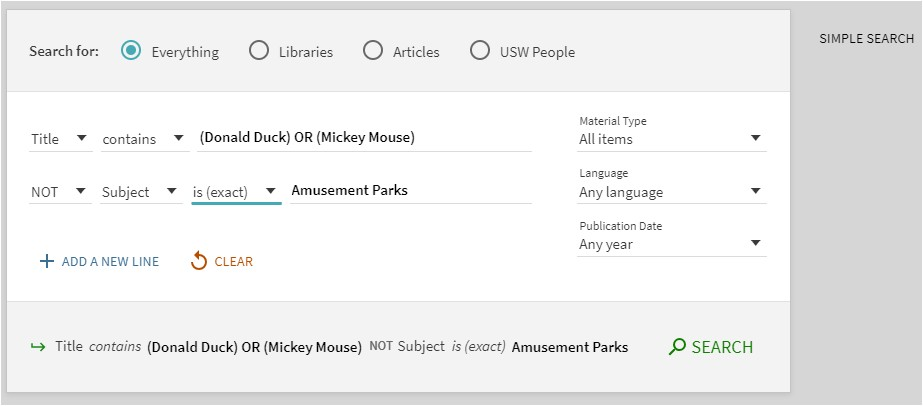 Search for: Everything Libraries Articles USW People
SIMPLE SEARCH
Title contains (Donald Duck) OR (Mickey Mouse)
NOT Subject is (exact) Amusement Parks
Material Type
All items
Language
Any language
Publication Date
Any year
ADD A NEW LINE CLEAR
Title contains (Donald Duck) OR (Mickey Mouse) NOT Subject is (exact) Amusement Parks SEARCH